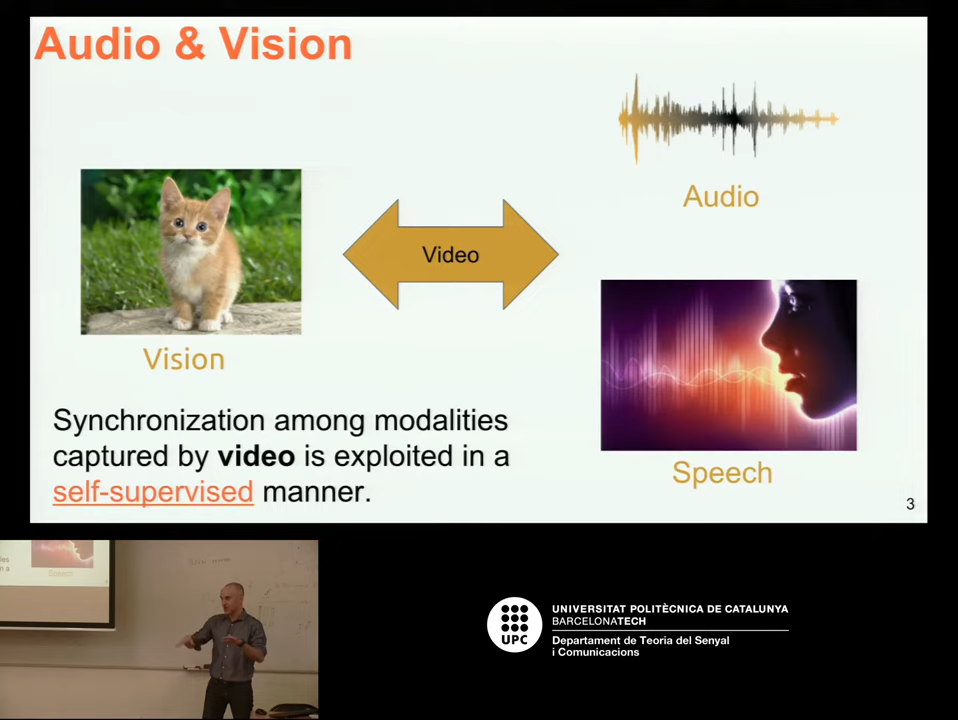 Audio & Vision
Audio
Video
Vision
Synchronization among modalities
captured by video is exploited in a
self-supervised manner.
Speech
3
Speech
UPC
UNIVERSITAT POLITÈCNICA DE CATALUNYA
BARCELONATECH
Departament de Teoria del Senyal
i Comunicacions